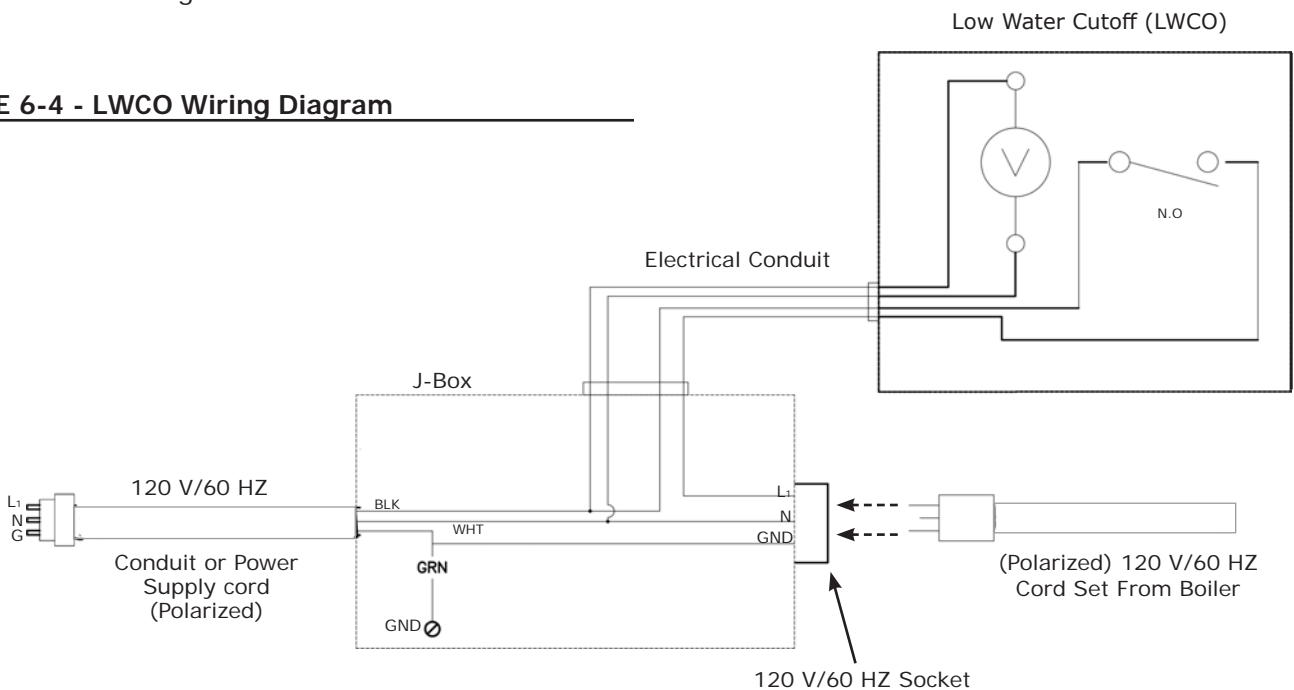 Low Water Cutoff (LWCO)
E 6-4 - LWCO Wiring Diagram
V
N.O
Electrical Conduit
J-Box
L1
N
G
120 V/60 HZ
BLK
WHT
GRN
GND
L1
N
GND
Conduit or Power
Supply cord
(Polarized)
(Polarized) 120 V/60 HZ
Cord Set From Boiler
120 V/60 HZ Socket